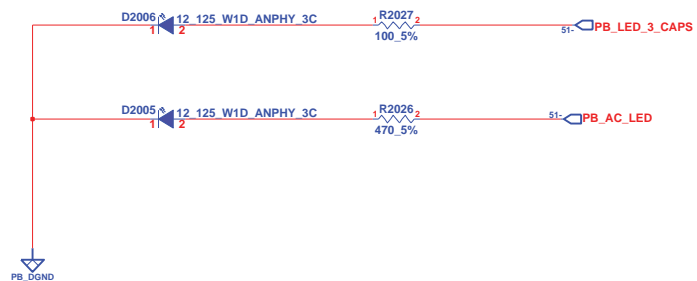 D2006 12_125_W1D_ANPHY_3C 1 R2027 2
1 2 100_5% 51- PB_LED_3_CAPS
D2005 12_125_W1D_ANPHY_3C 1 R2026 2 51- PB_AC_LED
1 2 470_5%
PB_DGND